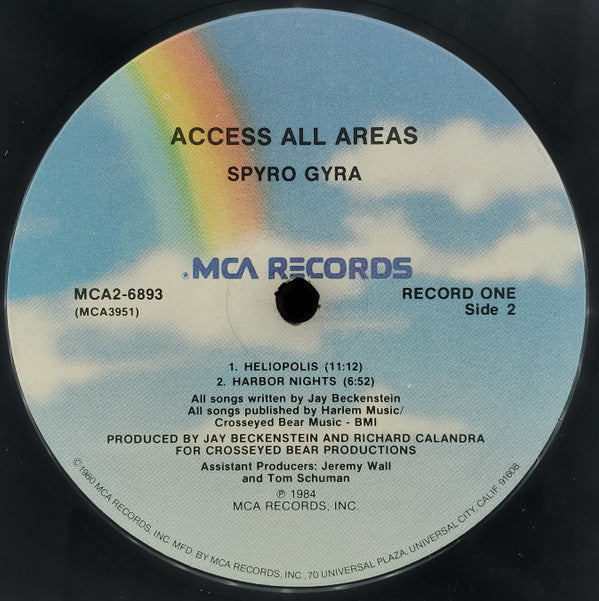 ACCESS ALL AREAS
SPYRO GYRA
MCA RECORDS
MCA2-6893
(MCA3951)
RECORD ONE
Side 2
1. HELIOPOLIS (11:12)
2. HARBOR NIGHTS (6:52)
All songs written by Jay Beckenstein
All songs published by Harlem Music/
Crosseyed Bear Music - BMI
PRODUCED BY JAY BECKENSTEIN AND RICHARD CALANDRA
FOR CROSSEYED BEAR PRODUCTIONS
Assistant Producers: Jeremy Wall
and Tom Schuman
℗ 1984
MCA RECORDS, INC.
©1980 MCA RECORDS, INC. MFD. BY MCA RECORDS, INC., 70 UNIVERSAL PLAZA, UNIVERSAL CITY, CALIF. 91608